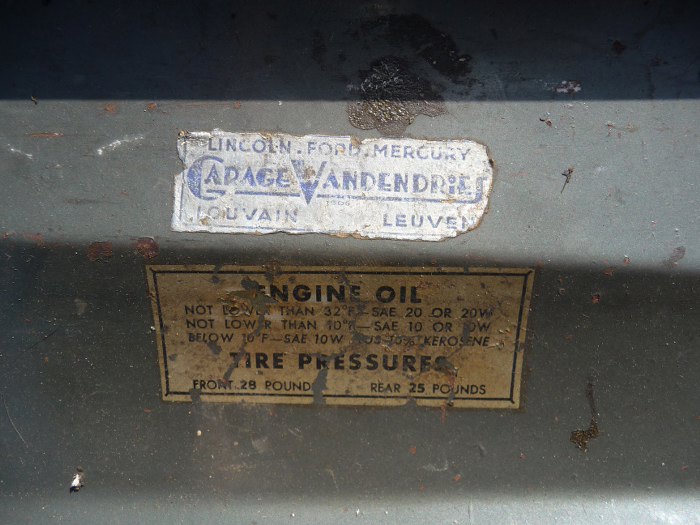 LINCOLN.FORD.MERCURY
GARAGE VANDENDRIES
LOUVAIN LEUVEN
ENGINE OIL
NOT LOWER THAN 32°F—SAE 20 OR 20W
NOT LOWER THAN 10°F—SAE 10 OR 10W
BELOW 10°F—SAE 10W PLUS 10% KEROSENE
TIRE PRESSURES
FRONT 28 POUNDS REAR 25 POUNDS